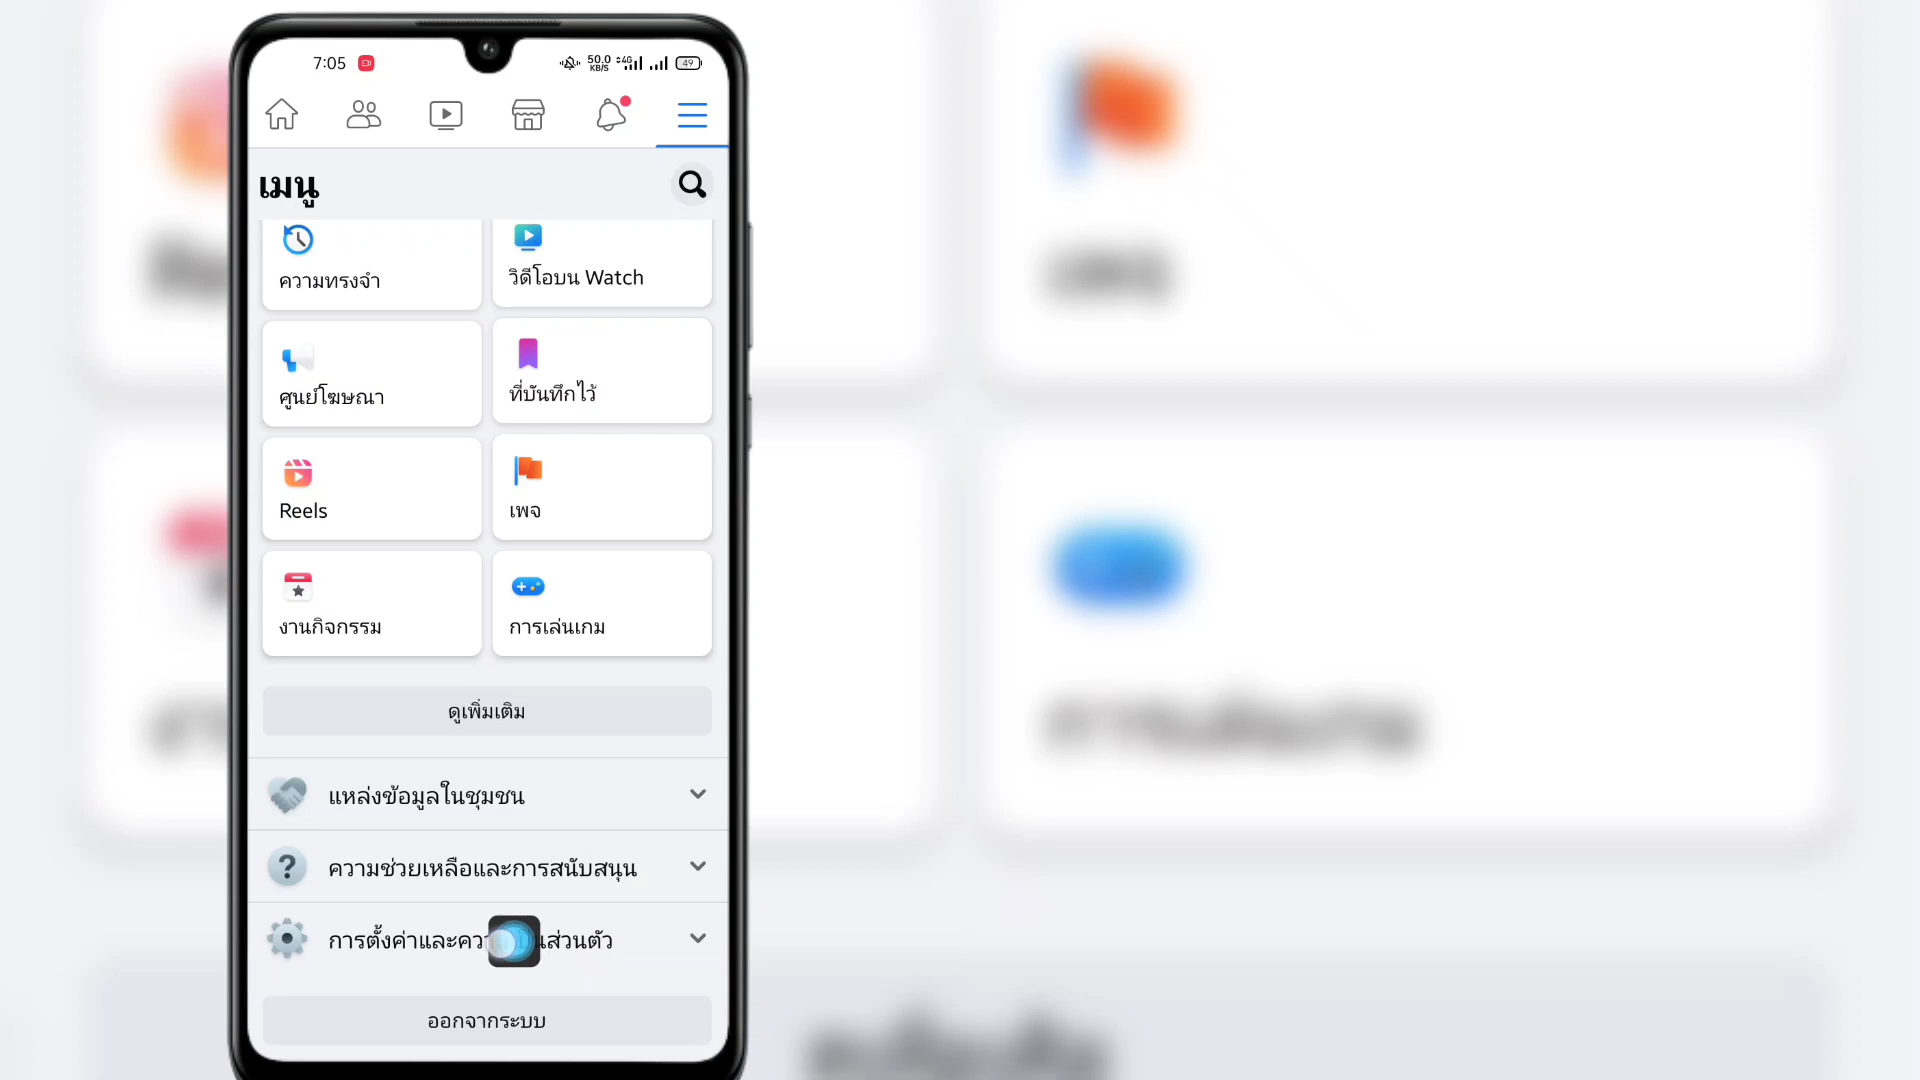 7:05
50.0
KB/S
4G
49
เมนู
ความทรงจำ
วิดีโอบน Watch
ศูนย์โฆษณา
ที่บันทึกไว้
Reels
เพจ
งานกิจกรรม
การเล่นเกม
ดูเพิ่มเติม
แหล่งข้อมูลในชุมชน
ความช่วยเหลือและการสนับสนุน
การตั้งค่าและความเป็นส่วนตัว
ออกจากระบบ